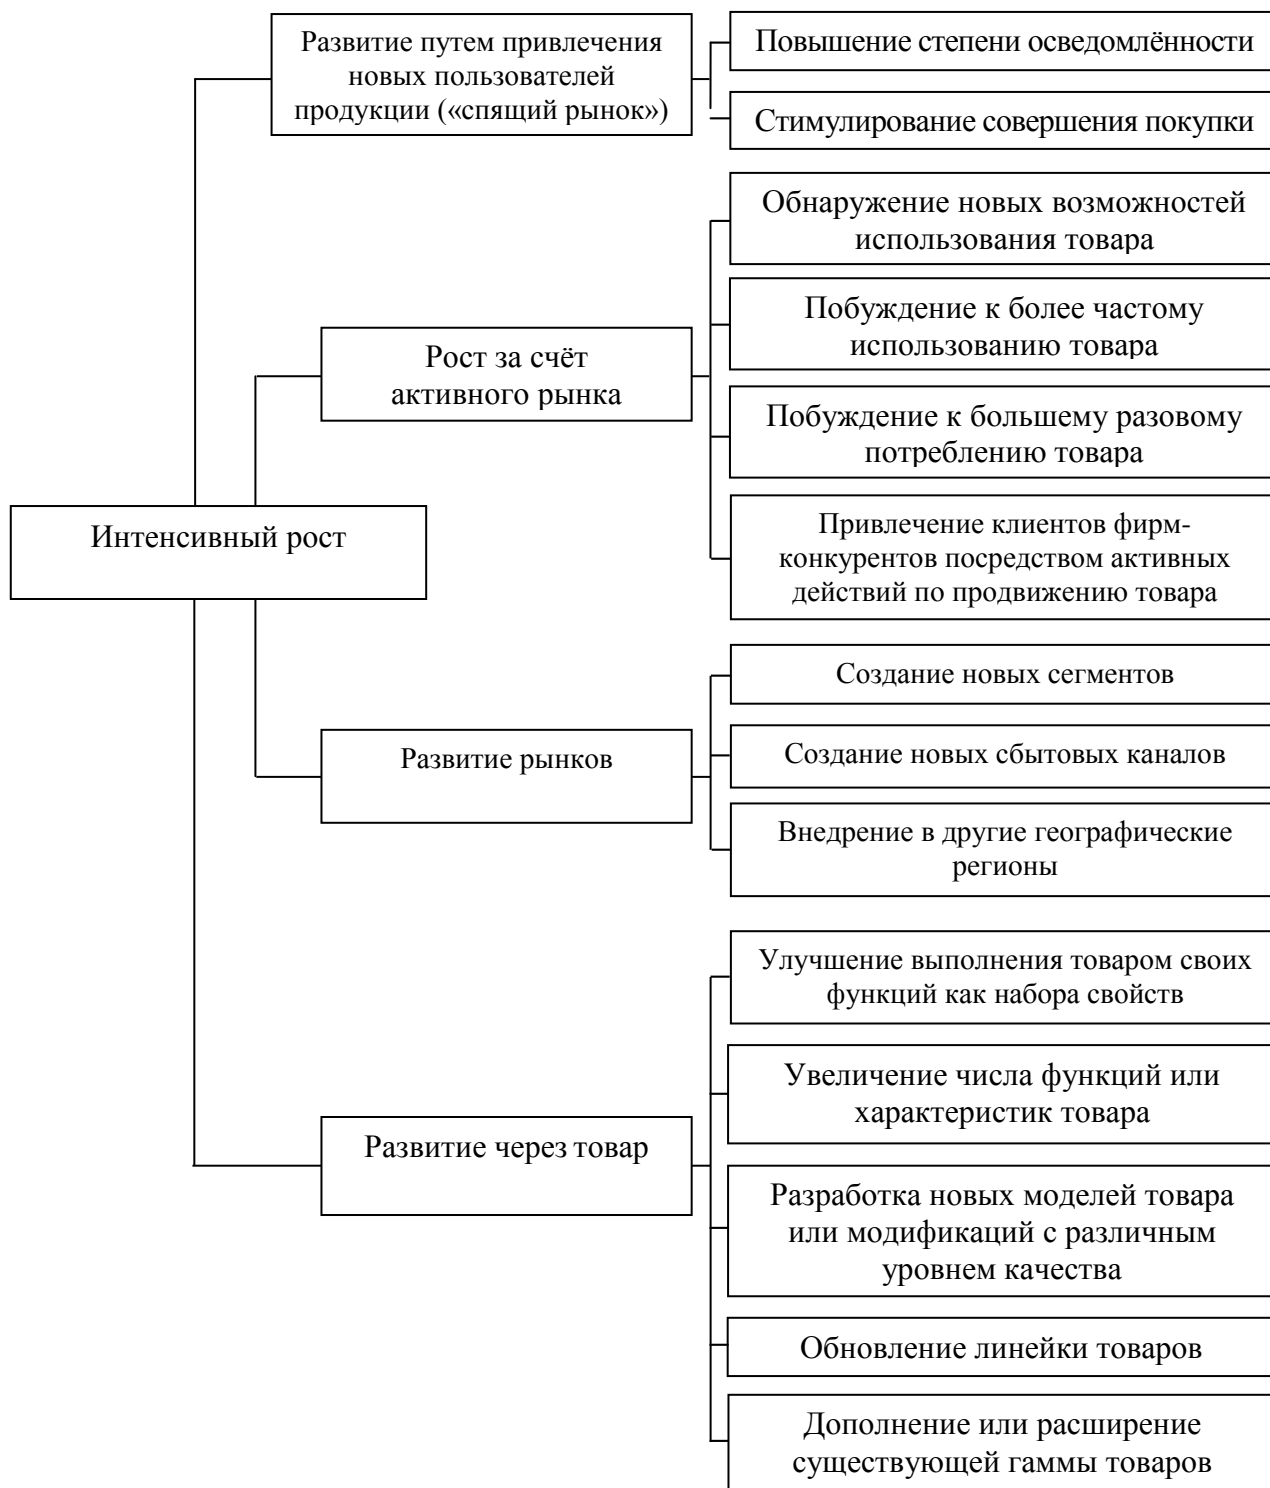 Развитие путем привлечения
новых пользователей
продукции («спящий рынок»)
Повышение степени осведомлённости
Стимулирование совершения покупки
Обнаружение новых возможностей
использования товара
Побуждение к более частому
использованию товара
Рост за счёт
активного рынка
Побуждение к большему разовому
потреблению товара
Привлечение клиентов фирм-
конкурентов посредством активных
действий по продвижению товара
Интенсивный рост
Создание новых сегментов
Развитие рынков
Создание новых сбытовых каналов
Внедрение в другие географические
регионы
Улучшение выполнения товаром своих
функций как набора свойств
Увеличение числа функций или
характеристик товара
Развитие через товар
Разработка новых моделей товара
или модификаций с различным
уровнем качества
Обновление линейки товаров
Дополнение или расширение
существующей гаммы товаров